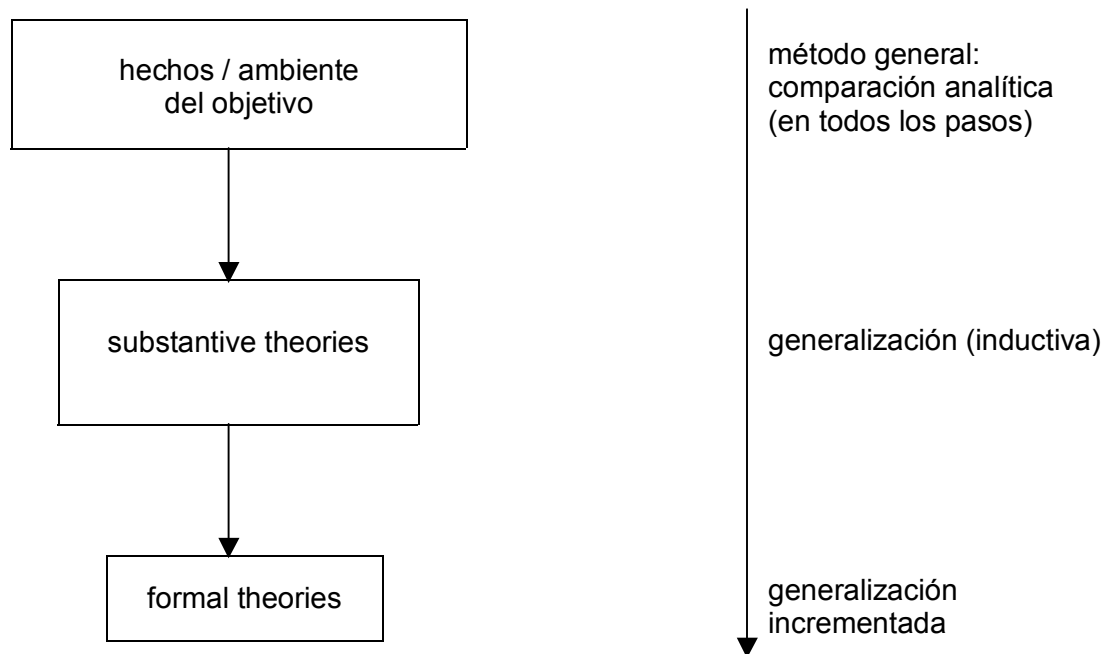 hechos / ambiente
del objetivo
método general:
comparación analítica
(en todos los pasos)
substantive theories
generalización (inductiva)
formal theories
generalización
incrementada